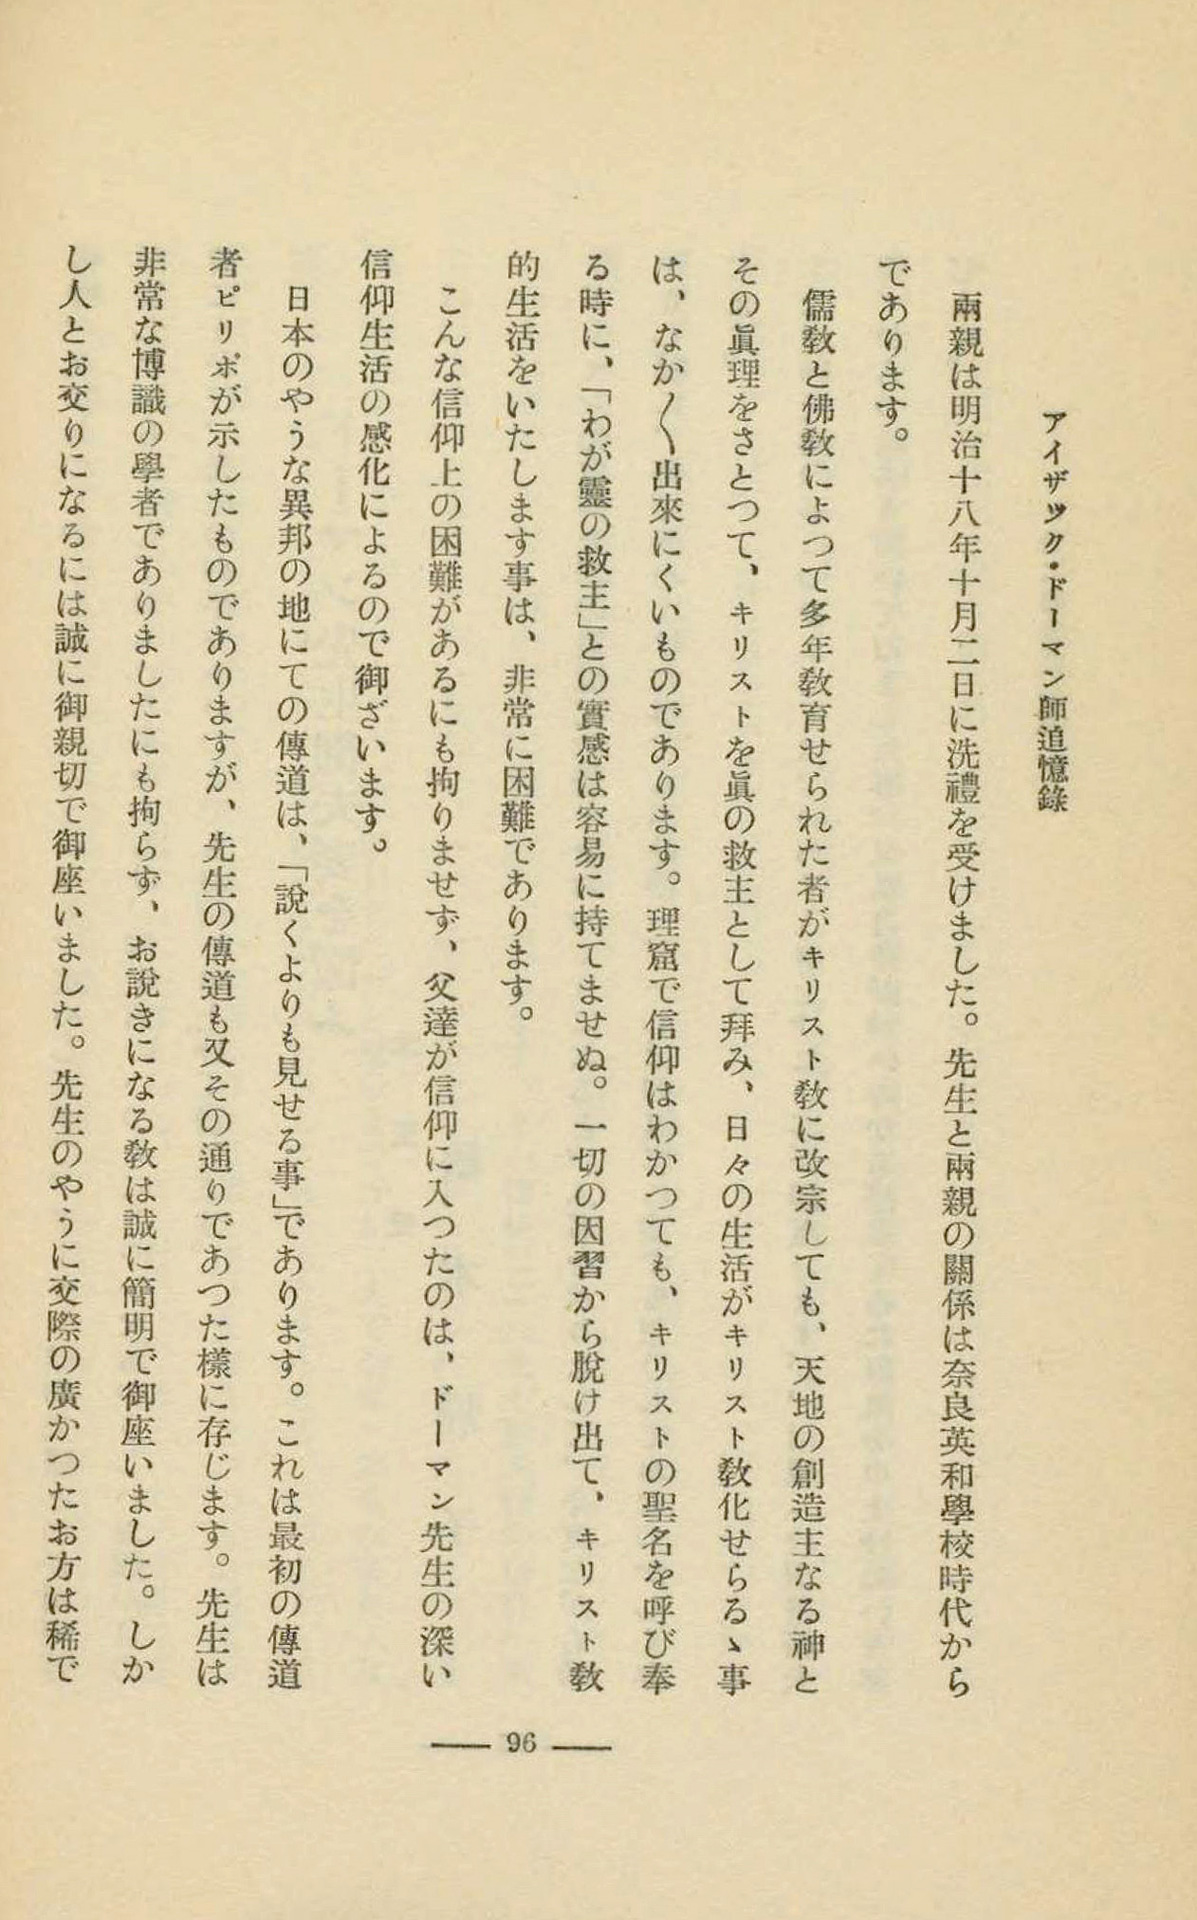 アイザック・ドーマン師追憶錄
兩親は明治十八年十月二日に洗禮を受けました。先生と兩親の關係は奈良英和學校時代から
であります。
儒敎と佛敎によつて多年敎育せられた者がキリスト敎に改宗しても、天地の創造主なる神と
その眞理をさとつて、キリストを眞の救主として拜み、日々の生活がキリスト敎化せらるゝ事
は、なか〱出來にくいものであります。理窟で信仰はわかつても、キリストの聖名を呼び奉
る時に、「わが靈の救主」との實感は容易に持てませぬ。一切の因習から脫け出て、キリスト敎
的生活をいたします事は、非常に困難であります。
こんな信仰上の困難があるにも拘りませず、父達が信仰に入つたのは、ドーマン先生の深い
信仰生活の感化によるので御ざいます。
日本のやうな異邦の地にての傳道は、「說くよりも見せる事」であります。これは最初の傳道
者ピリポが示したものでありますが、先生の傳道も又その通りであつた樣に存じます。先生は
非常な博識の學者でありましたにも拘らず、お說きになる敎は誠に簡明で御座いました。しか
し人とお交りになるには誠に御親切で御座いました。先生のやうに交際の廣かつたお方は稀で
96